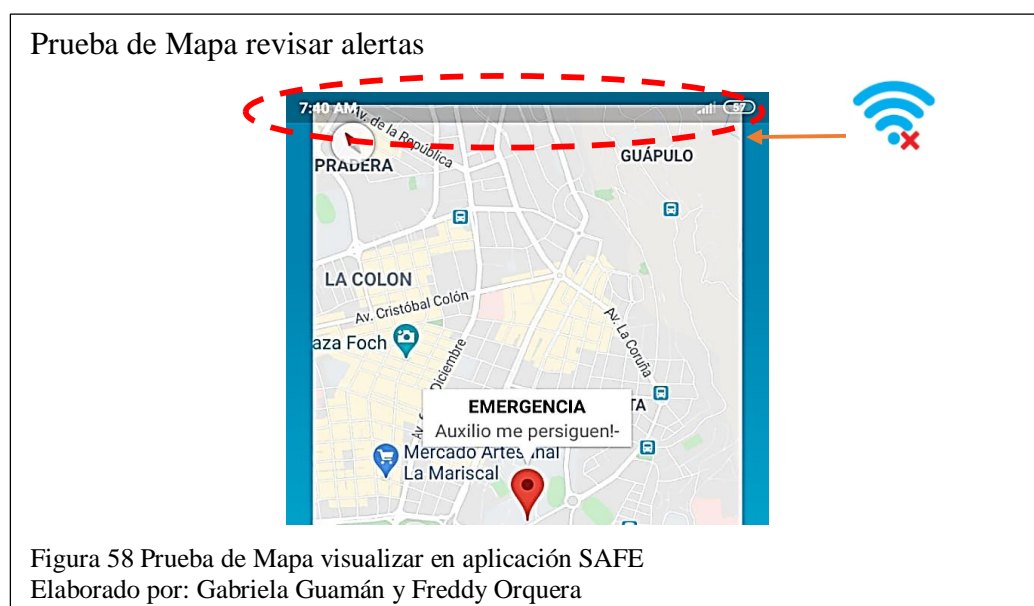 Prueba de Mapa revisar alertas
7:40 AM
57
Av. de la República
PRADERA
GUÁPULO
LA COLON
Av. Cristóbal Colón
aza Foch
Av. La Coruña
Diciembre
EMERGENCIA
TA
Auxilio me persiguen!-
Mercado Artesanal
La Mariscal
Figura 58 Prueba de Mapa visualizar en aplicación SAFE
Elaborado por: Gabriela Guamán y Freddy Orquera